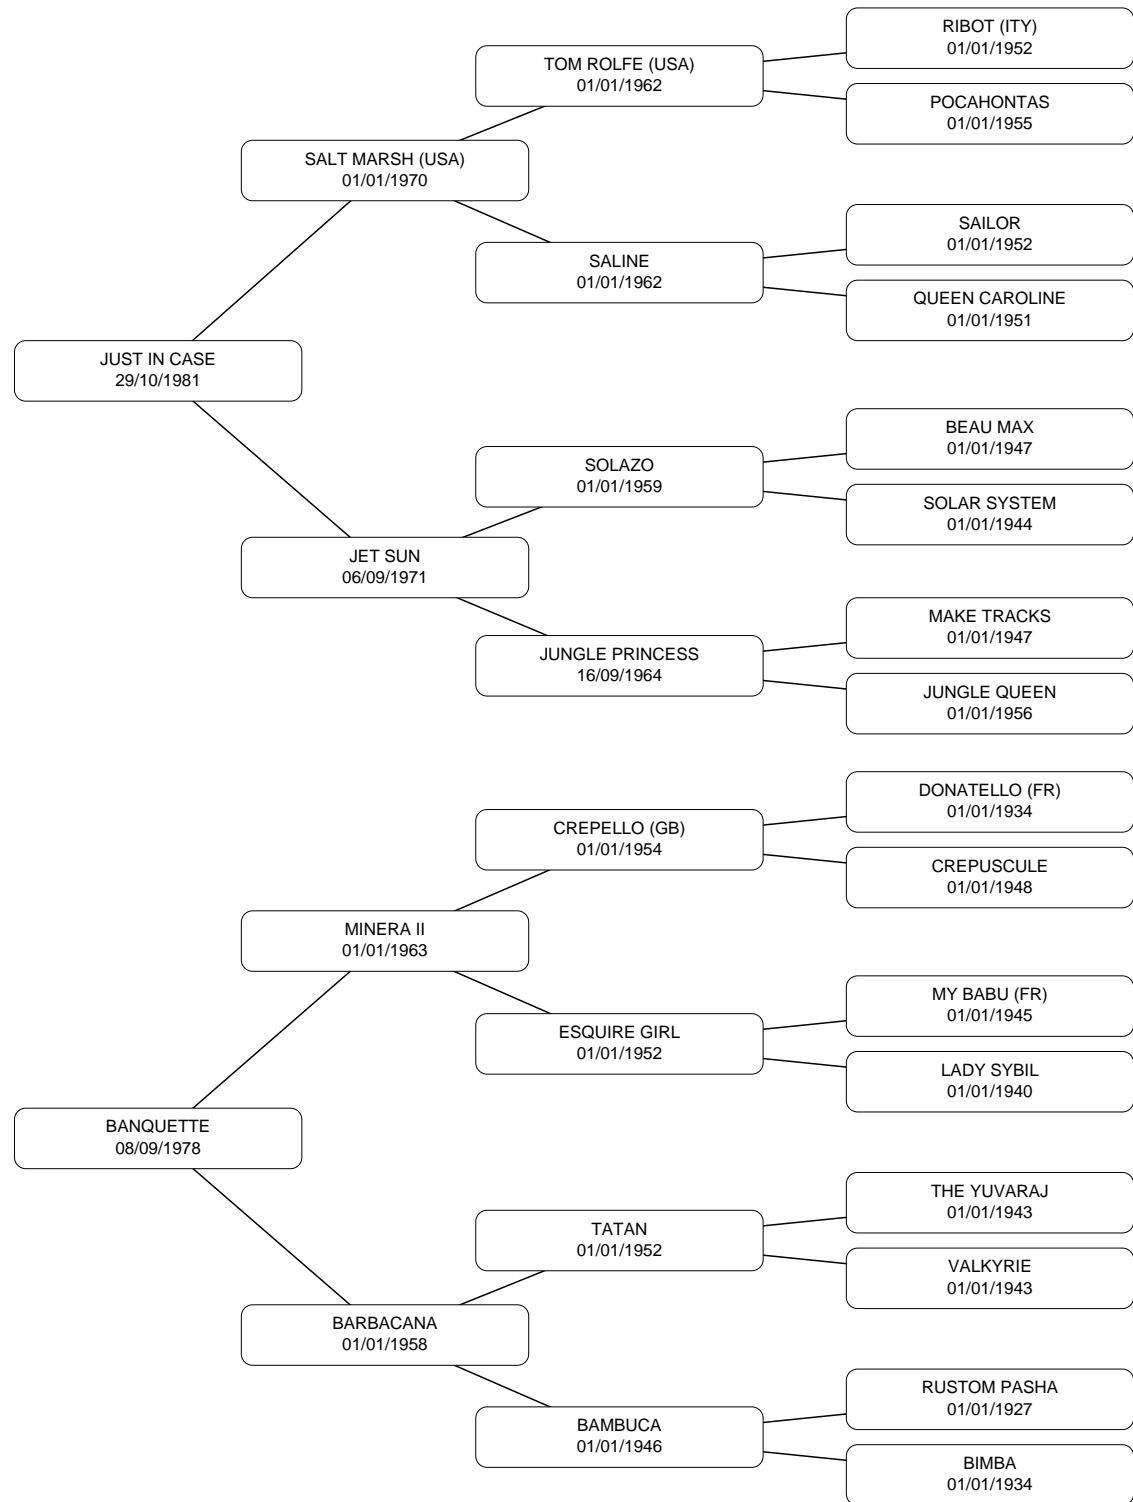 RIBOT (ITY)
01/01/1952
TOM ROLFE (USA)
01/01/1962
POCAHONTAS
01/01/1955
SALT MARSH (USA)
01/01/1970
SAILOR
01/01/1952
SALINE
01/01/1962
QUEEN CAROLINE
01/01/1951
JUST IN CASE
29/10/1981
BEAU MAX
01/01/1947
SOLAZO
01/01/1959
SOLAR SYSTEM
01/01/1944
JET SUN
06/09/1971
MAKE TRACKS
01/01/1947
JUNGLE PRINCESS
16/09/1964
JUNGLE QUEEN
01/01/1956
DONATELLO (FR)
01/01/1934
CREPELLO (GB)
01/01/1954
CREPUSCULE
01/01/1948
MINERA II
01/01/1963
MY BABU (FR)
01/01/1945
ESQUIRE GIRL
01/01/1952
LADY SYBIL
01/01/1940
BANQUETTE
08/09/1978
THE YUVARAJ
01/01/1943
TATAN
01/01/1952
VALKYRIE
01/01/1943
BARBACANA
01/01/1958
RUSTOM PASHA
01/01/1927
BAMBUCA
01/01/1946
BIMBA
01/01/1934